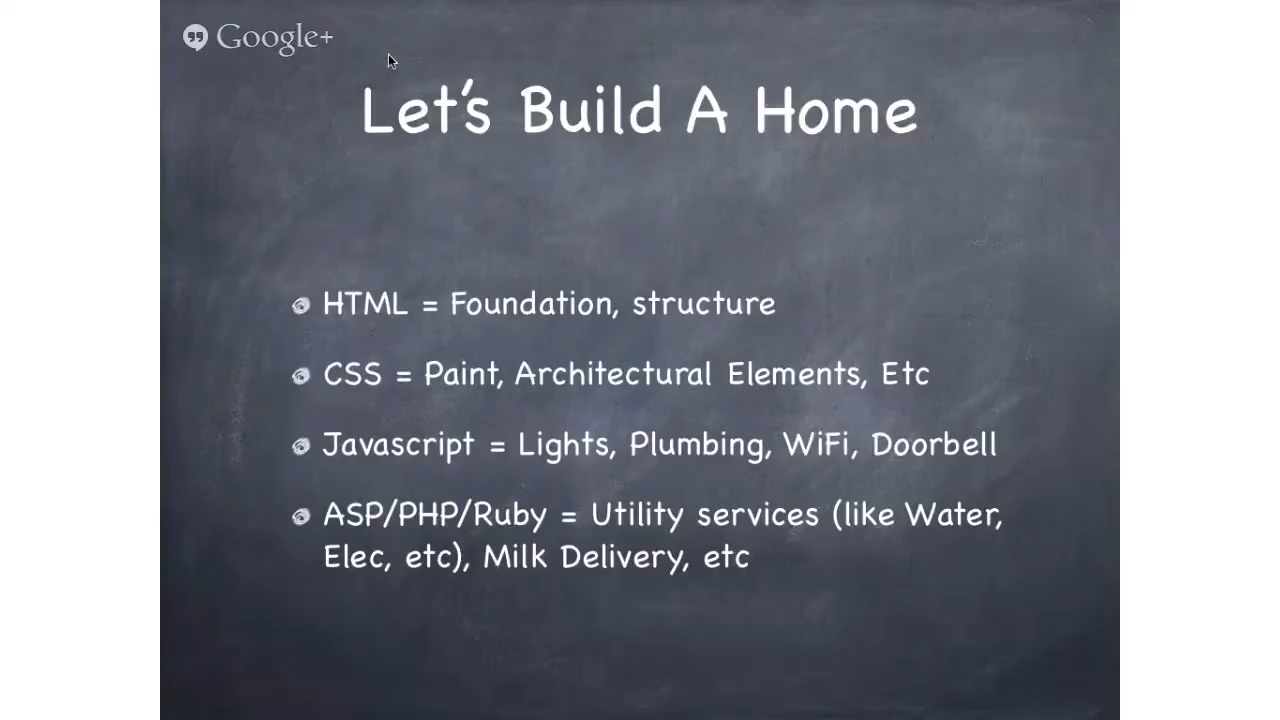 Google+
Let's Build A Home
HTML = Foundation, structure
CSS = Paint, Architectural Elements, Etc
Javascript = Lights, Plumbing, WiFi, Doorbell
ASP/PHP/Ruby = Utility services (like Water,
Elec, etc), Milk Delivery, etc